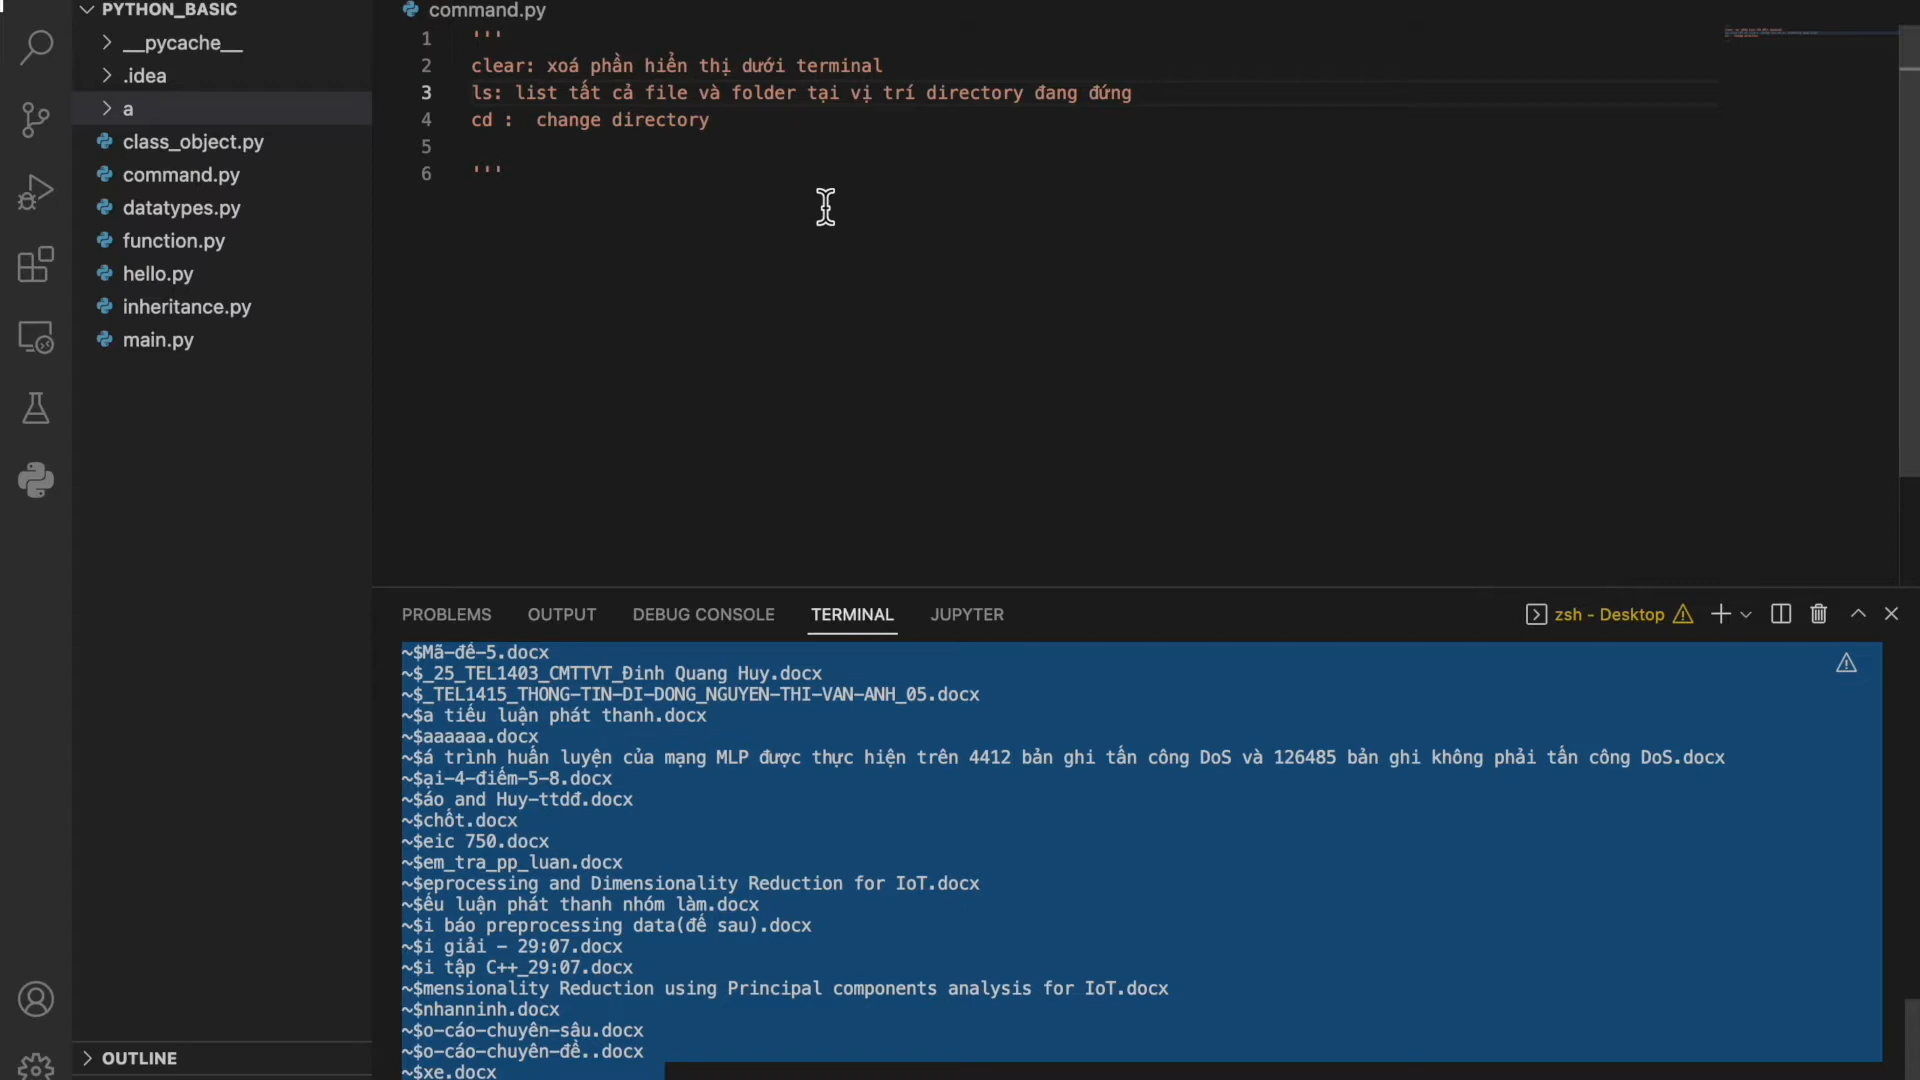 PYTHON_BASIC
__pycache__
.idea
a
class_object.py
command.py
datatypes.py
function.py
hello.py
inheritance.py
main.py
OUTLINE
command.py
1 '''
2 clear: xoá phần hiển thị dưới terminal
3 ls: list tất cả file và folder tại vị trí directory đang đứng
4 cd :  change directory
5
6 '''
PROBLEMS OUTPUT DEBUG CONSOLE TERMINAL JUPYTER zsh - Desktop
~$Mã-đề-5.docx
~$_25_TEL1403_CMTTVT_Đinh Quang Huy.docx
~$_TEL1415_THONG-TIN-DI-DONG_NGUYEN-THI-VAN-ANH_05.docx
~$a tiểu luận phát thanh.docx
~$aaaaaa.docx
~$á trình huấn luyện của mạng MLP được thực hiện trên 4412 bản ghi tấn công DoS và 126485 bản ghi không phải tấn công DoS.docx
~$ại-4-điểm-5-8.docx
~$áo and Huy-ttdđ.docx
~$chốt.docx
~$eic 750.docx
~$em_tra_pp_luan.docx
~$eprocessing and Dimensionality Reduction for IoT.docx
~$ểu luận phát thanh nhóm làm.docx
~$i báo preprocessing data(để sau).docx
~$i giải - 29:07.docx
~$i tập C++_29:07.docx
~$mensionality Reduction using Principal components analysis for IoT.docx
~$nhanninh.docx
~$o-cáo-chuyên-sâu.docx
~$o-cáo-chuyên-đề..docx
~$xe.docx